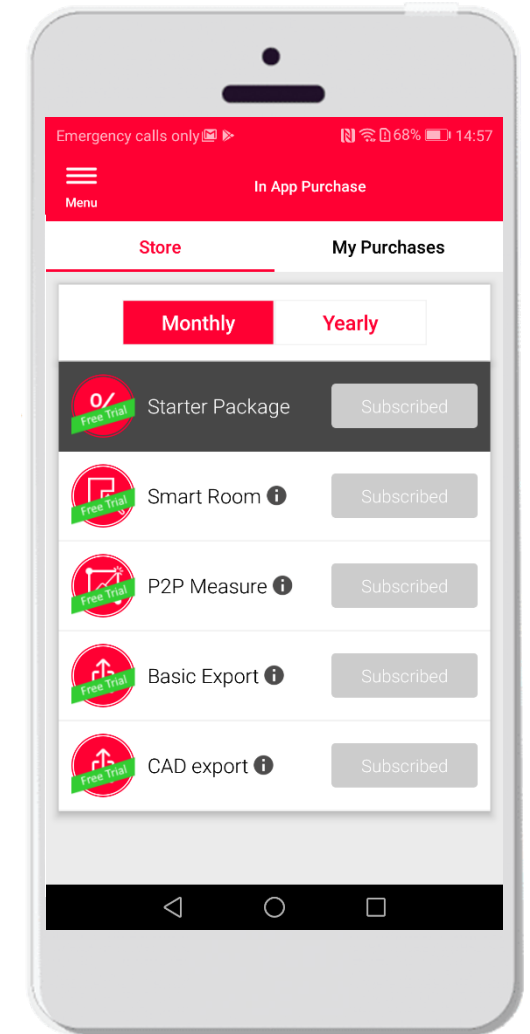 Emergency calls only 68% 14:57
Menu
In App Purchase
Store My Purchases
Monthly Yearly
Free Trial Starter Package Subscribed
Free Trial Smart Room Subscribed
Free Trial P2P Measure Subscribed
Free Trial Basic Export Subscribed
Free Trial CAD export Subscribed